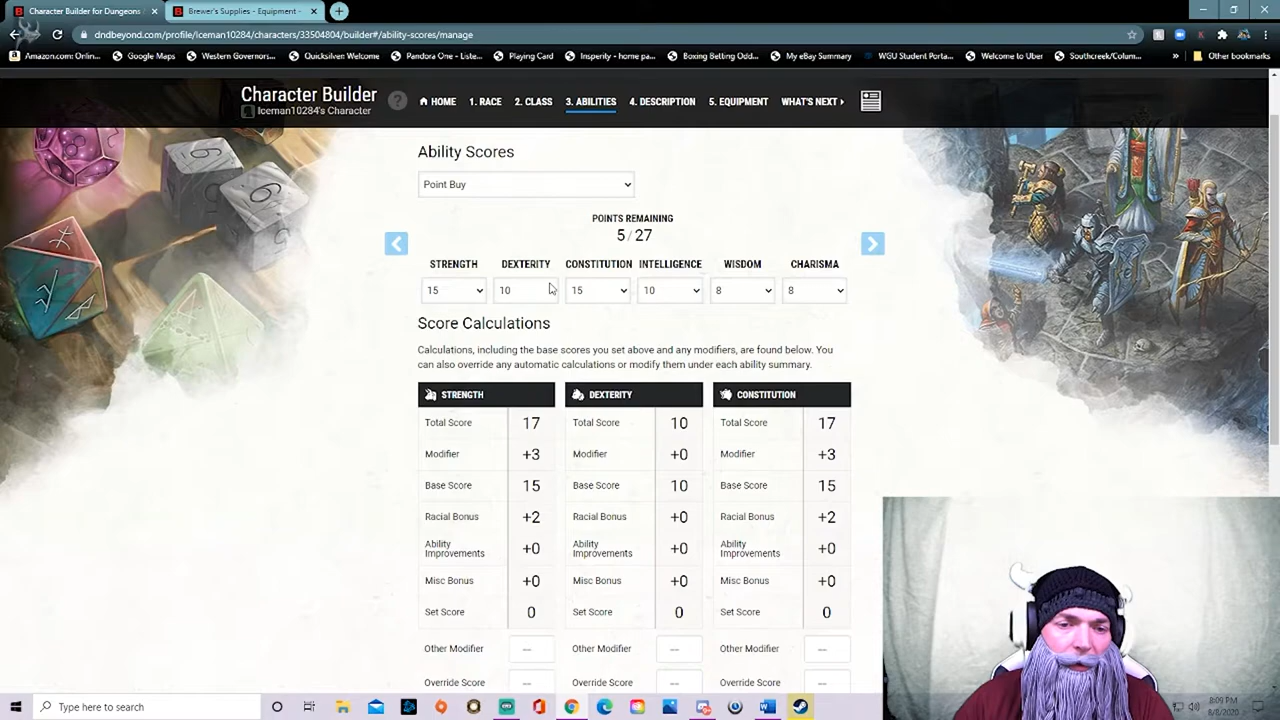 Character Builder for Dungeons
Brewer's Supplies - Equipment -
dndbeyond.com/profile/Iceman10284/characters/33504804/builder#/ability-scores/manage
Amazon.com: Onlin...
Google Maps
Western Governors...
Quicksilven Welcome
Pandora One - Liste...
Playing Card
Insperity - home pa...
Boxing Betting Odd...
My eBay Summary
WGU Student Porta...
Welcome to Uber
Southcreek/Colum...
»
Other bookmarks
Character Builder
Iceman10284's Character
?
HOME
1. RACE
2. CLASS
3. ABILITIES
4. DESCRIPTION
5. EQUIPMENT
WHAT'S NEXT
Ability Scores
Point Buy
POINTS REMAINING
5 / 27
STRENGTH DEXTERITY CONSTITUTION INTELLIGENCE WISDOM CHARISMA
15 10 15 10 8 8
Score Calculations
Calculations, including the base scores you set above and any modifiers, are found below. You
can also override any automatic calculations or modify them under each ability summary.
STRENGTH
Total Score 17
Modifier +3
Base Score 15
Racial Bonus +2
Ability
Improvements +0
Misc Bonus +0
Set Score 0
Other Modifier --
Override Score --
DEXTERITY
Total Score 10
Modifier +0
Base Score 10
Racial Bonus +0
Ability
Improvements +0
Misc Bonus +0
Set Score 0
Other Modifier --
Override Score --
CONSTITUTION
Total Score 17
Modifier +3
Base Score 15
Racial Bonus +2
Ability
Improvements +0
Misc Bonus +0
Set Score 0
Other Modifier --
Override Score --
Type here to search
8:09 PM
8/8/2020